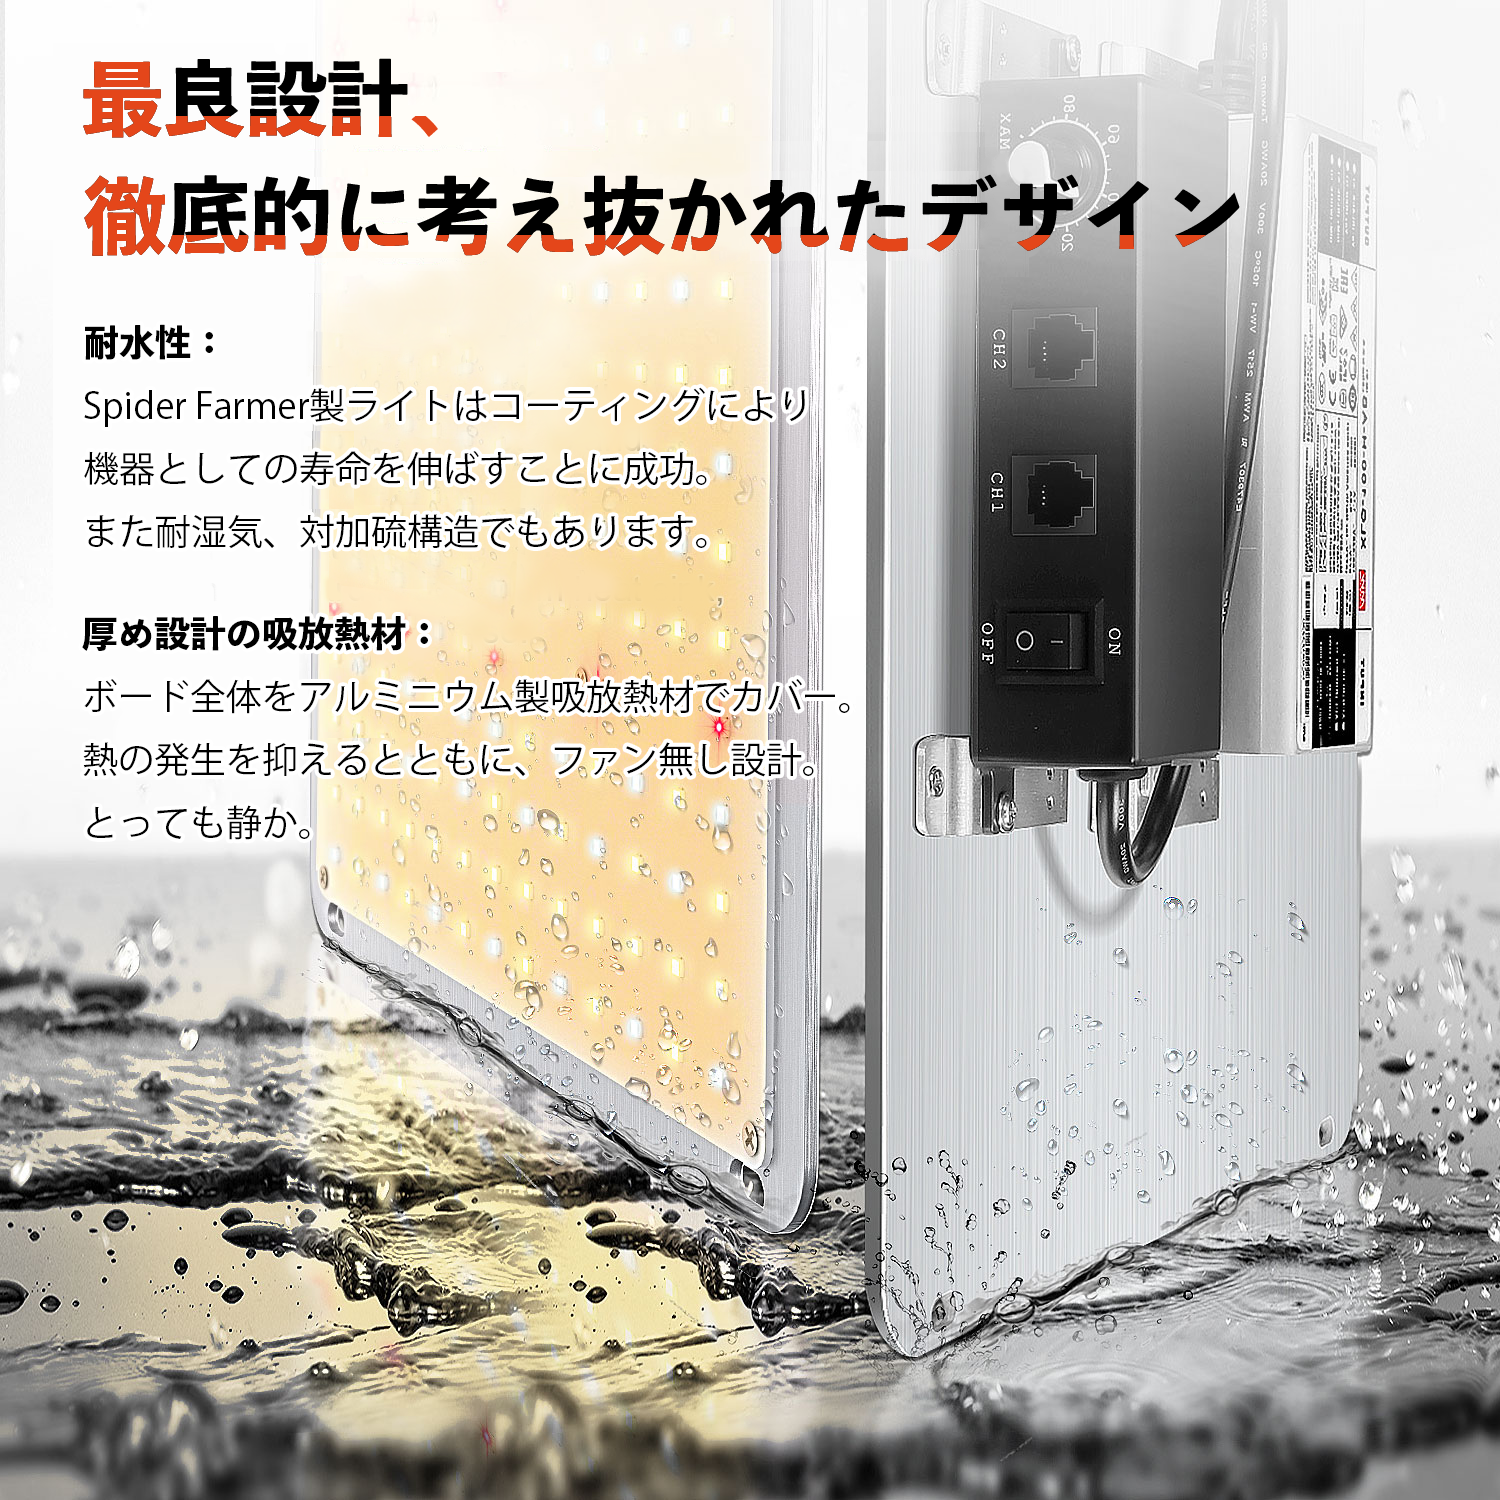 最良設計、
徹底的に考え抜かれたデザイン
耐水性：
Spider Farmer製ライトはコーティングにより
機器としての寿命を伸ばすことに成功。
また耐湿気、対加硫構造でもあります。
厚め設計の吸放熱材：
ボード全体をアルミニウム製吸放熱材でカバー。
熱の発生を抑えるとともに、ファン無し設計。
とっても静か。
MAX
80
60
20
CH2
CH1
OFF
ON
OUTPUT
INPUT